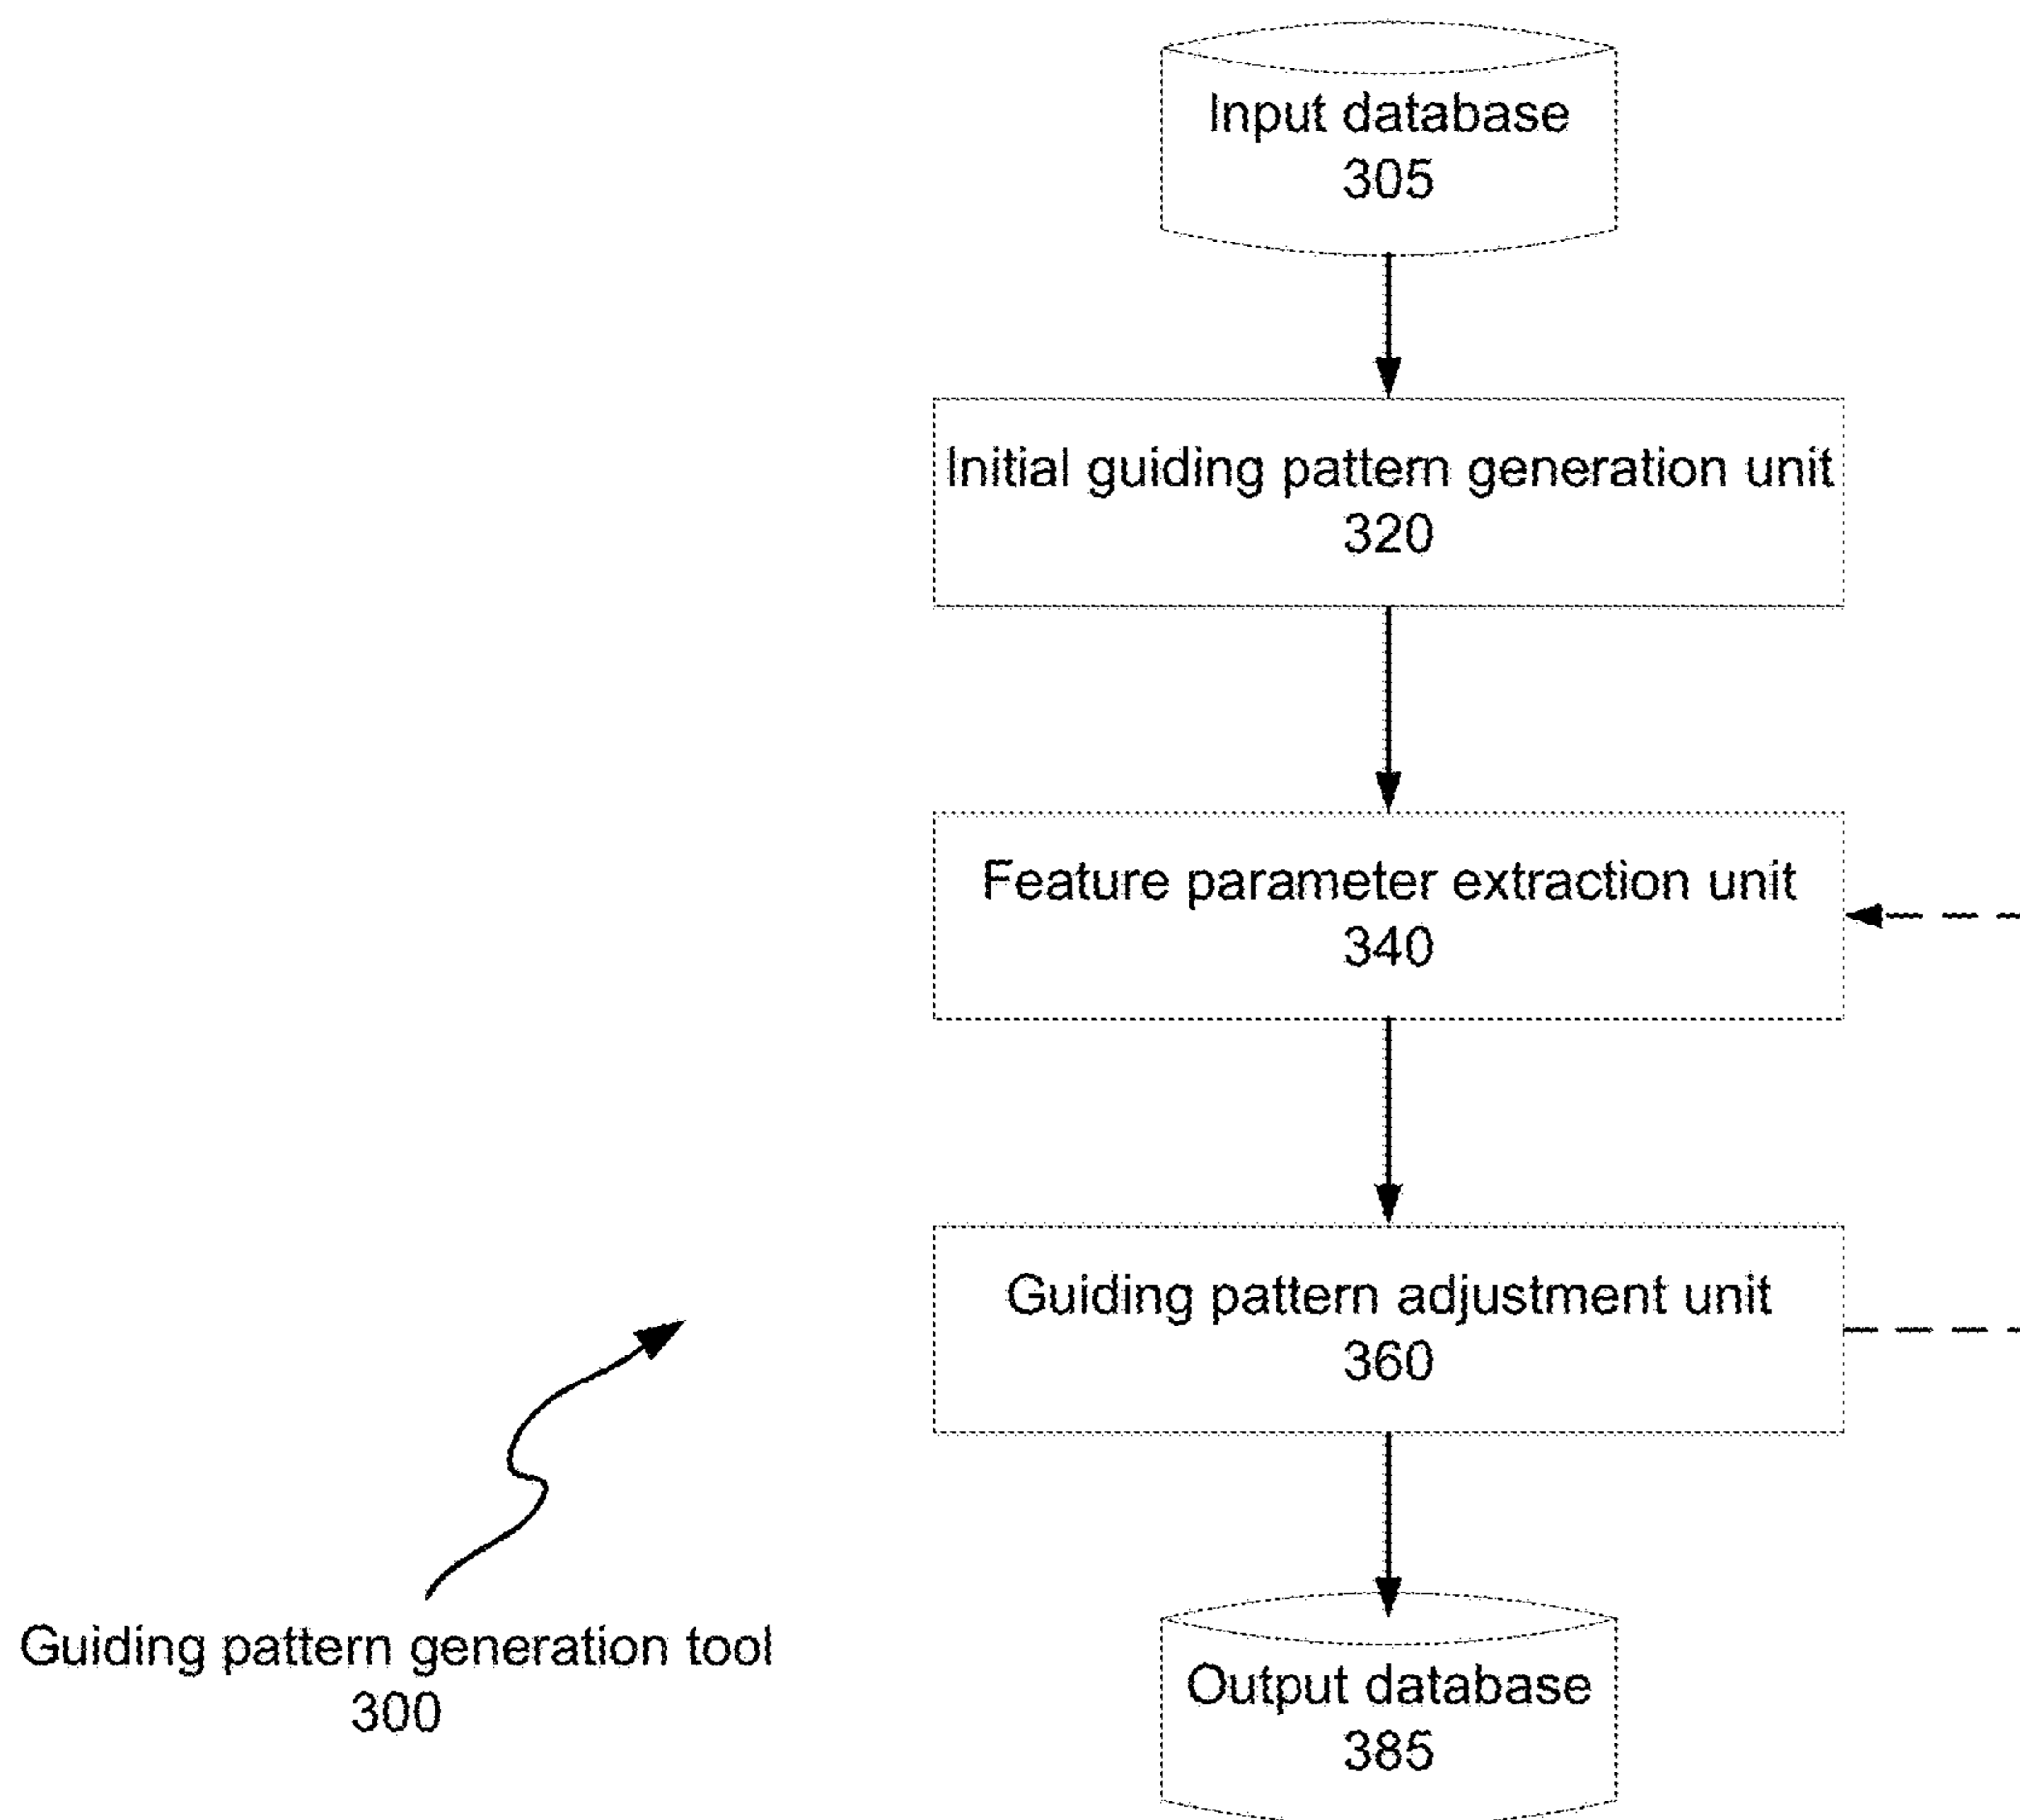 Input database
305
Initial guiding pattern generation unit
320
Feature parameter extraction unit
340
Guiding pattern adjustment unit
360
Guiding pattern generation tool
300
Output database
385